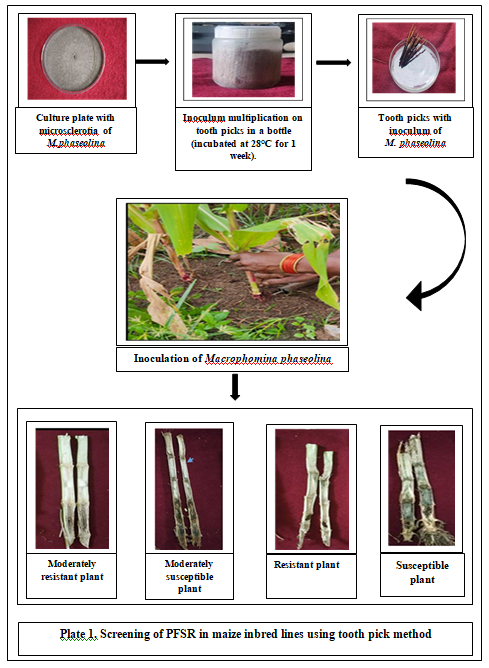 Culture plate with
microsclerotia of
M.phaseolina
Inoculum multiplication on
tooth picks in a bottle
(incubated at 28°C for 1
week).
Tooth picks with
inoculum of
M. phaseolina
Inoculation of Macrophomina phaseolina
Moderately
resistant plant
Moderately
susceptible
plant
Resistant plant
Susceptible
plant
Plate 1. Screening of PFSR in maize inbred lines using tooth pick method